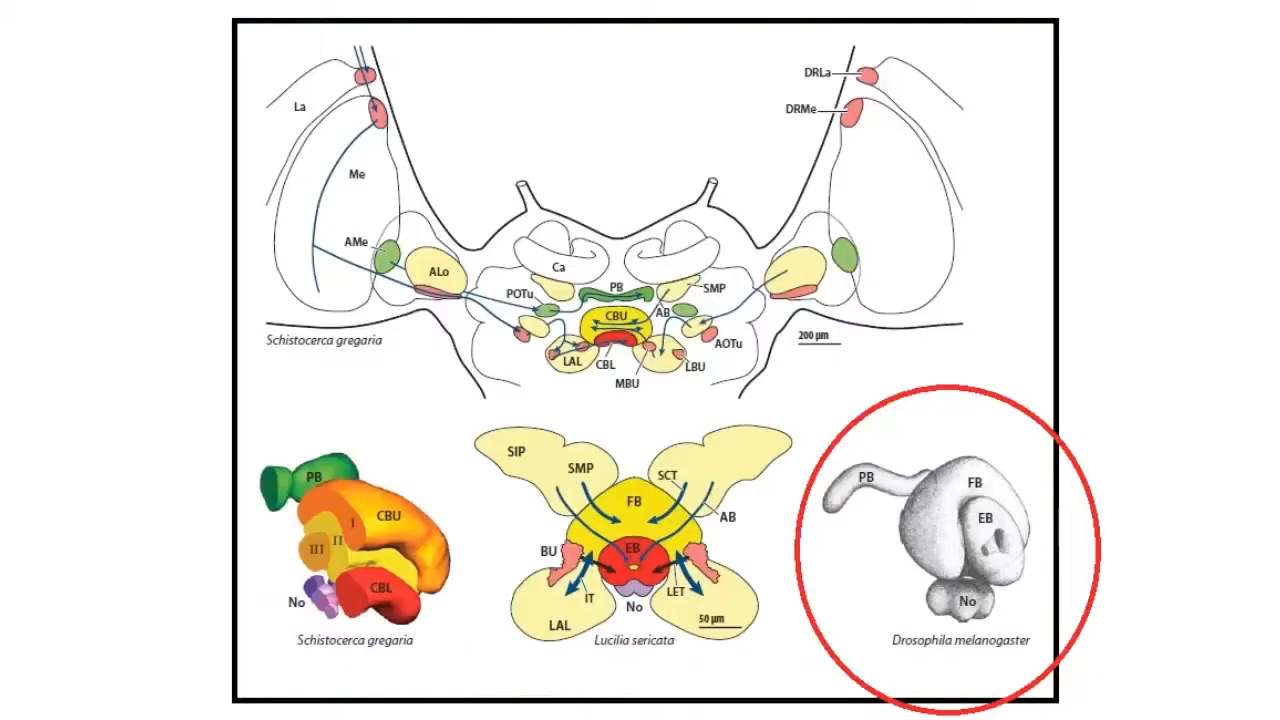 DRLa
La
DRMe
Me
AMe
ALo
Ca
PB
SMP
POTu
CBU
AB
Schistocerca gregaria
200 µm
LAL
CBL
LBU
AOTu
MBU
PB
CBU
I
II
III
CBL
No
Schistocerca gregaria
SIP
SMP
SCT
FB
AB
BU
EB
IT
No
LET
LAL
50 µm
Lucilia sericata
PB
FB
EB
No
Drosophila melanogaster